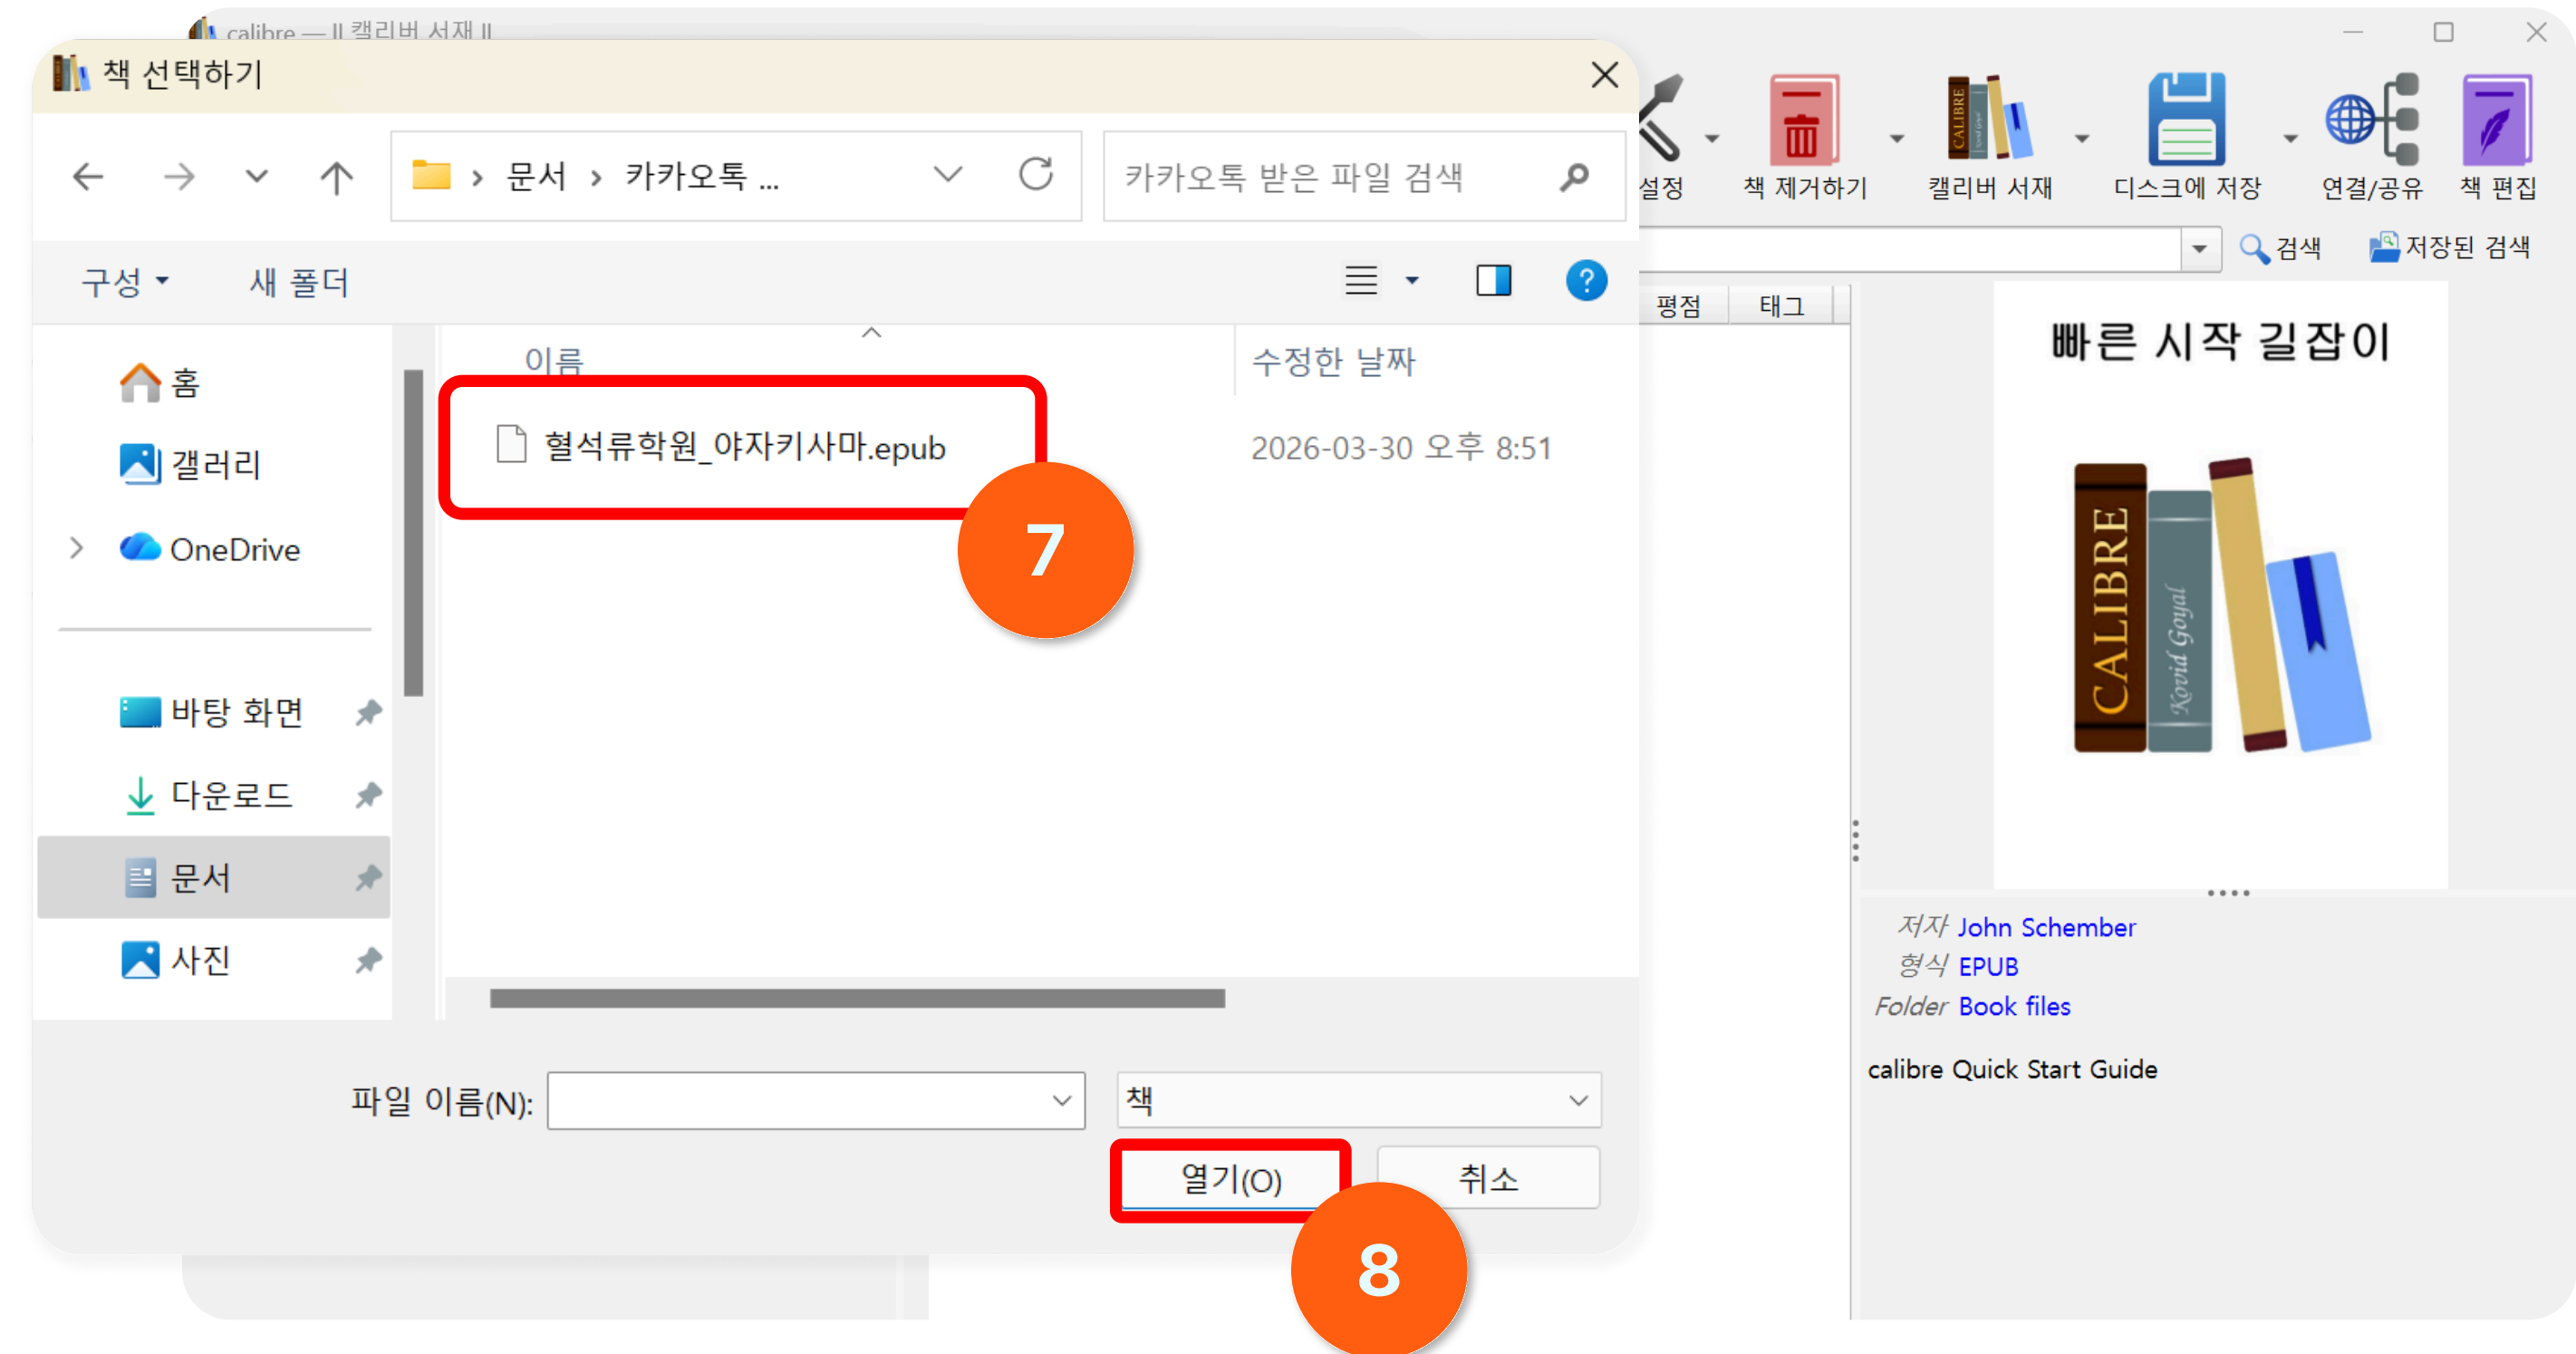 calibre — || 캘리버 서재 ||
책 선택하기
문서 > 카카오톡 ...
카카오톡 받은 파일 검색
구성
새 폴더
홈
갤러리
OneDrive
바탕 화면
다운로드
문서
사진
이름
수정한 날짜
혈석류학원_야자키사마.epub
2026-03-30 오후 8:51
7
파일 이름(N):
책
열기(O)
취소
8
설정
책 제거하기
캘리버 서재
디스크에 저장
연결/공유
책 편집
검색
저장된 검색
평점
태그
빠른 시작 길잡이
CALIBRE
Kovid Goyal
저자 John Schember
형식 EPUB
Folder Book files
calibre Quick Start Guide